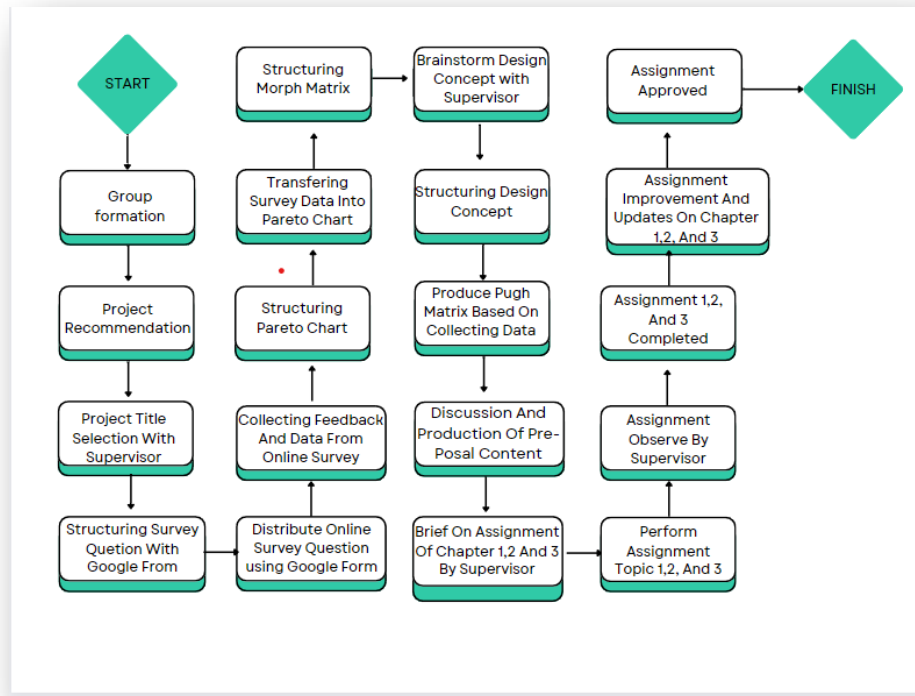 START
Group
formation
Project
Recommendation
Project Title
Selection With
Supervisor
Structuring Survey
Quetion With
Google From
Distribute Online
Survey Question
using Google Form
Collecting Feedback
And Data From
Online Survey
Structuring
Pareto Chart
Transfering
Survey Data Into
Pareto Chart
Structuring
Morph Matrix
Brainstorm Design
Concept with
Supervisor
Structuring Design
Concept
Produce Pugh
Matrix Based On
Collecting Data
Discussion And
Production Of Pre-
Posal Content
Brief On Assignment
Of Chapter 1,2 And 3
By Supervisor
Perform
Assignment
Topic 1,2, And 3
Assignment
Observe By
Supervisor
Assignment 1,2,
And 3
Completed
Assignment
Improvement And
Updates On Chapter
1,2, And 3
Assignment
Approved
FINISH